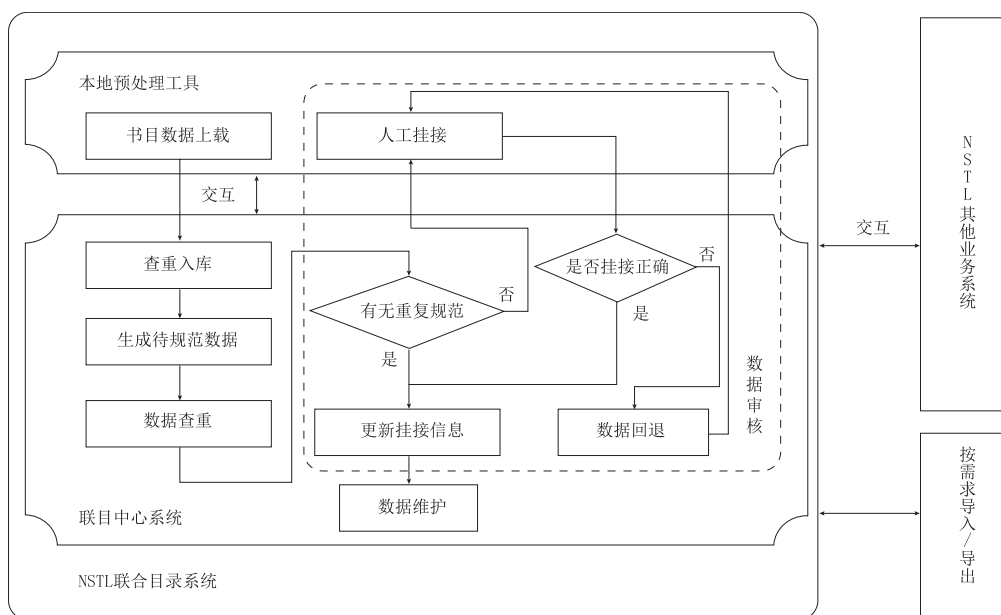 本地预处理工具
书目数据上载
人工挂接
交互
查重入库
有无重复规范
否
是
是否挂接正确
否
是
生成待规范数据
数据查重
更新挂接信息
数据回退
数据审核
数据维护
联目中心系统
NSTL联合目录系统
交互
NSTL其他业务系统
按需求导入/导出